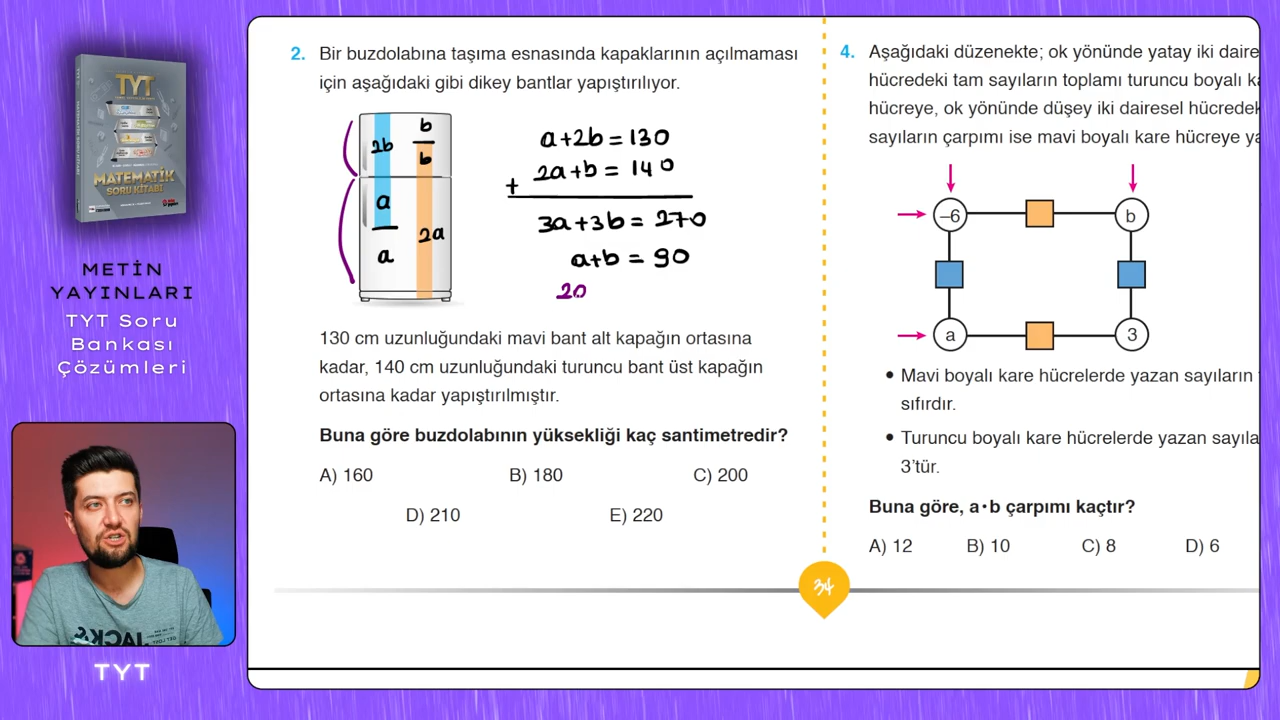 TYT
MATEMATİK
SORU KİTABI
METİN
YAYINLARI
TYT Soru
Bankası
Çözümleri
TYT
2. Bir buzdolabına taşıma esnasında kapaklarının açılmaması
için aşağıdaki gibi dikey bantlar yapıştırılıyor.
2b
b
b
a
2a
a
a+2b=130
2a+b=140
+
3a+3b=270
a+b=90
20
130 cm uzunluğundaki mavi bant alt kapağın ortasına
kadar, 140 cm uzunluğundaki turuncu bant üst kapağın
ortasına kadar yapıştırılmıştır.
Buna göre buzdolabının yüksekliği kaç santimetredir?
A) 160 B) 180 C) 200
D) 210 E) 220
4. Aşağıdaki düzenekte; ok yönünde yatay iki daire
hücredeki tam sayıların toplamı turuncu boyalı ka
hücreye, ok yönünde düşey iki dairesel hücredek
sayıların çarpımı ise mavi boyalı kare hücreye ya
–6 b
a 3
• Mavi boyalı kare hücrelerde yazan sayıların
sıfırdır.
• Turuncu boyalı kare hücrelerde yazan sayıla
3'tür.
Buna göre, a·b çarpımı kaçtır?
A) 12 B) 10 C) 8 D) 6
34